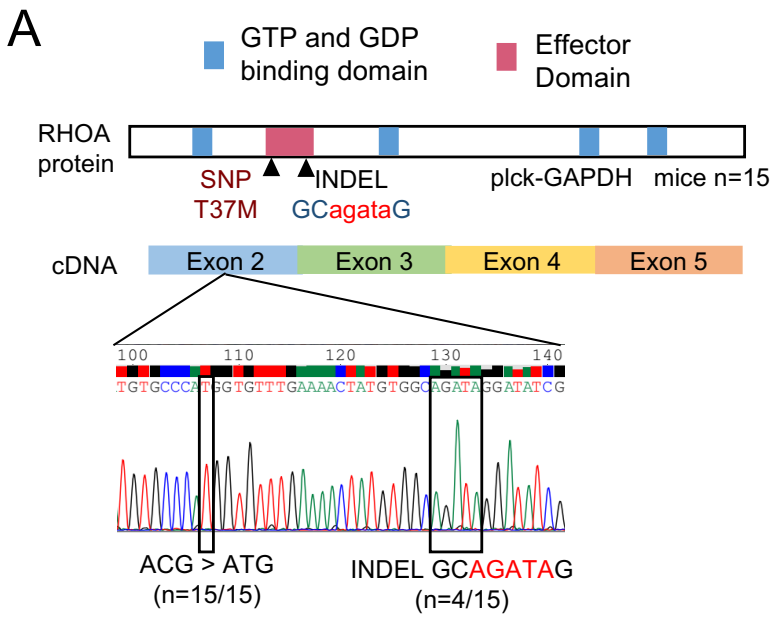 A
GTP and GDP
binding domain
Effector
Domain
RHOA
protein
SNP
T37M
INDEL
GCagataG
plck-GAPDH mice n=15
cDNA
Exon 2
Exon 3
Exon 4
Exon 5
100 110 120 130 140
TGTGCCCATGGTGTTTGAAAACTATGTGGCAGATAGGATATCG
ACG > ATG
(n=15/15)
INDEL GCAGATAG
(n=4/15)